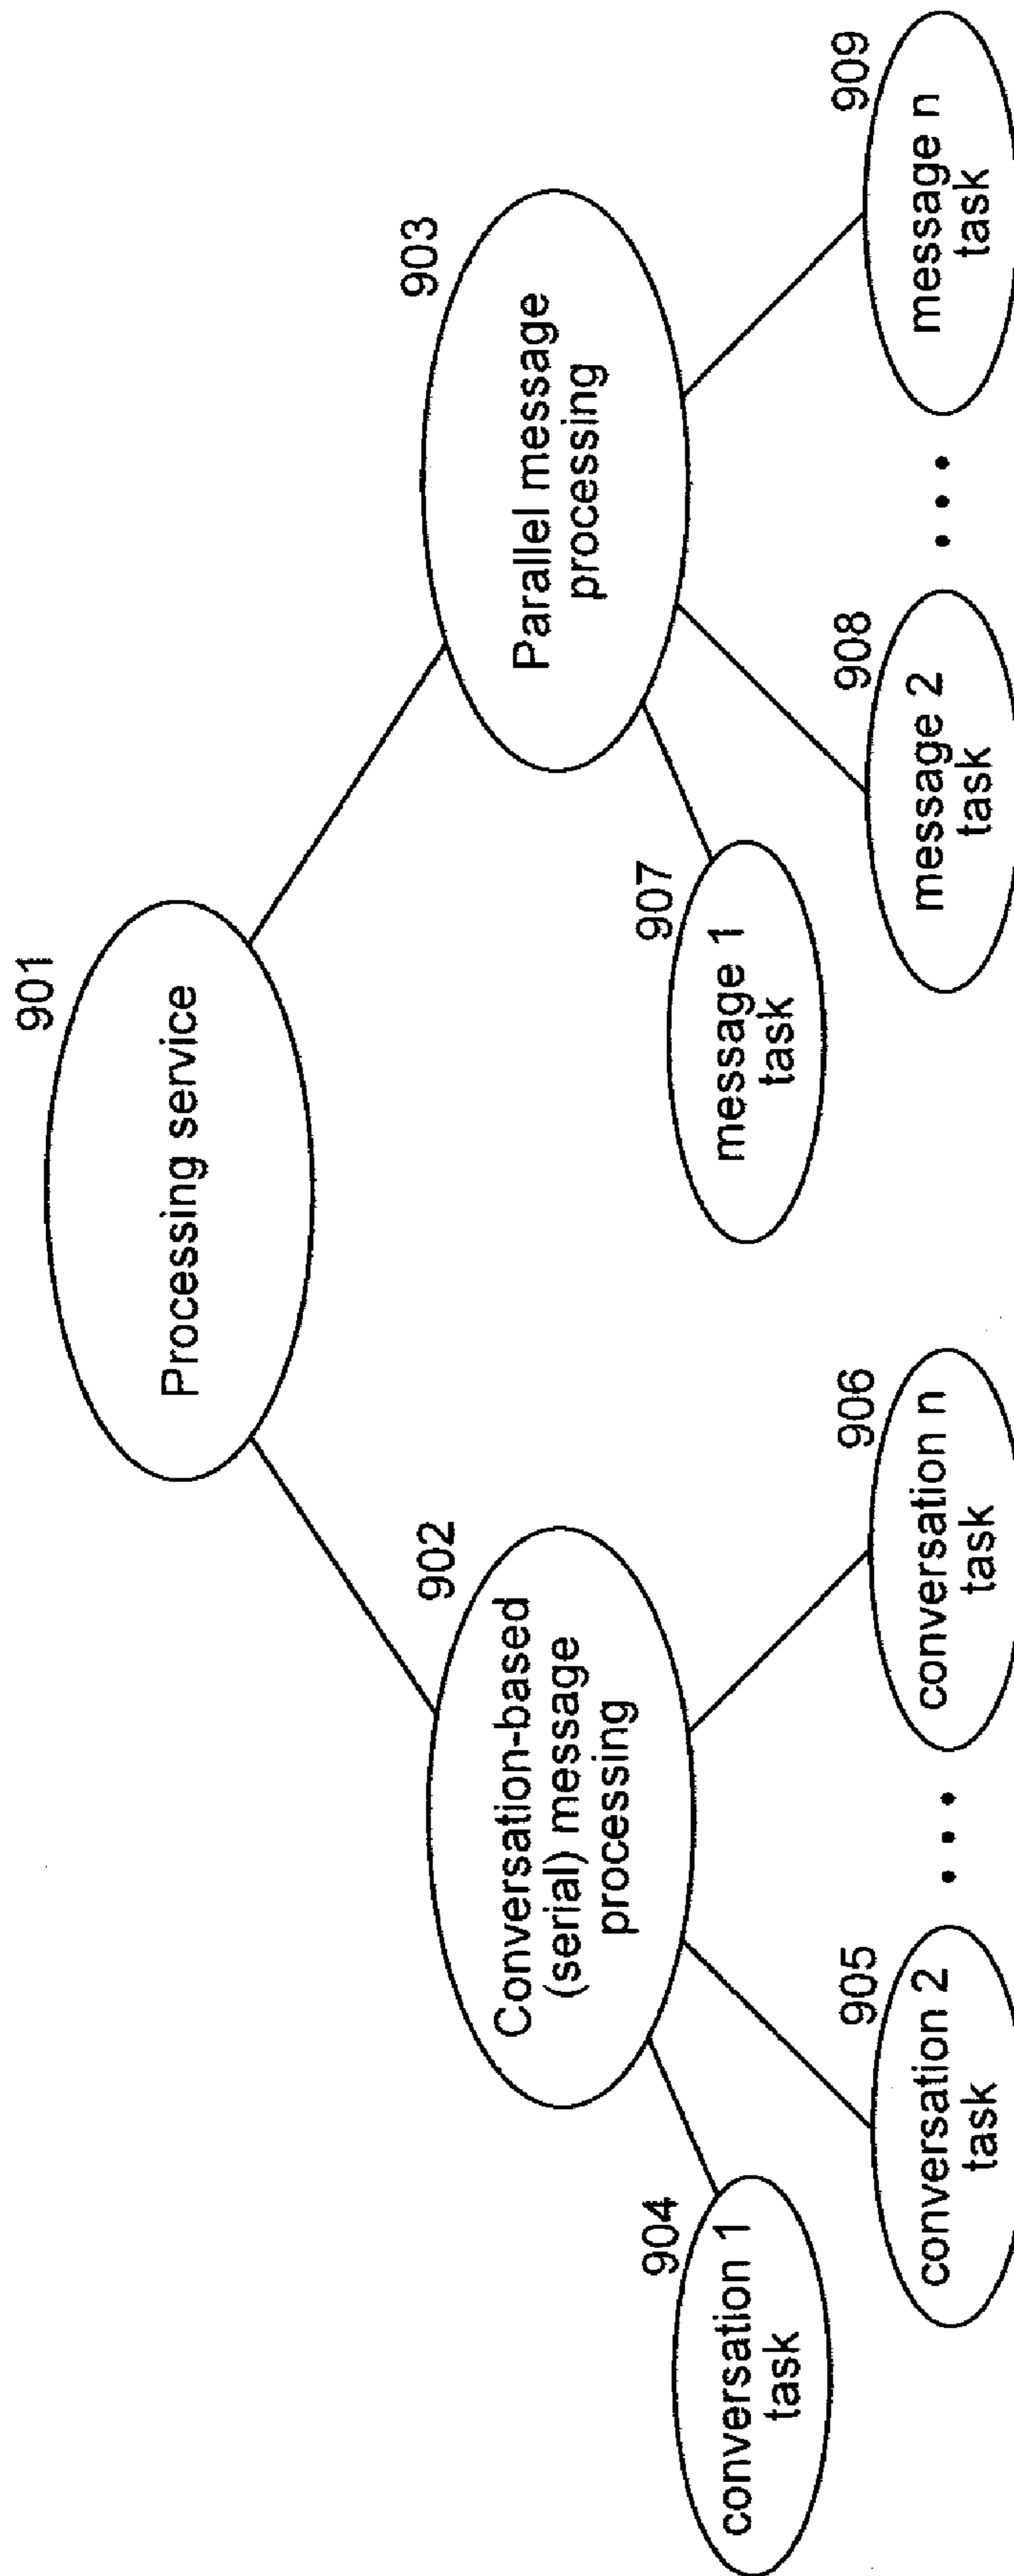 901
Processing service
902
Conversation-based
(serial) message
processing
903
Parallel message
processing
904
conversation 1
task
905
conversation 2
task
• • •
906
conversation n
task
907
message 1
task
908
message 2
task
• • •
909
message n
task